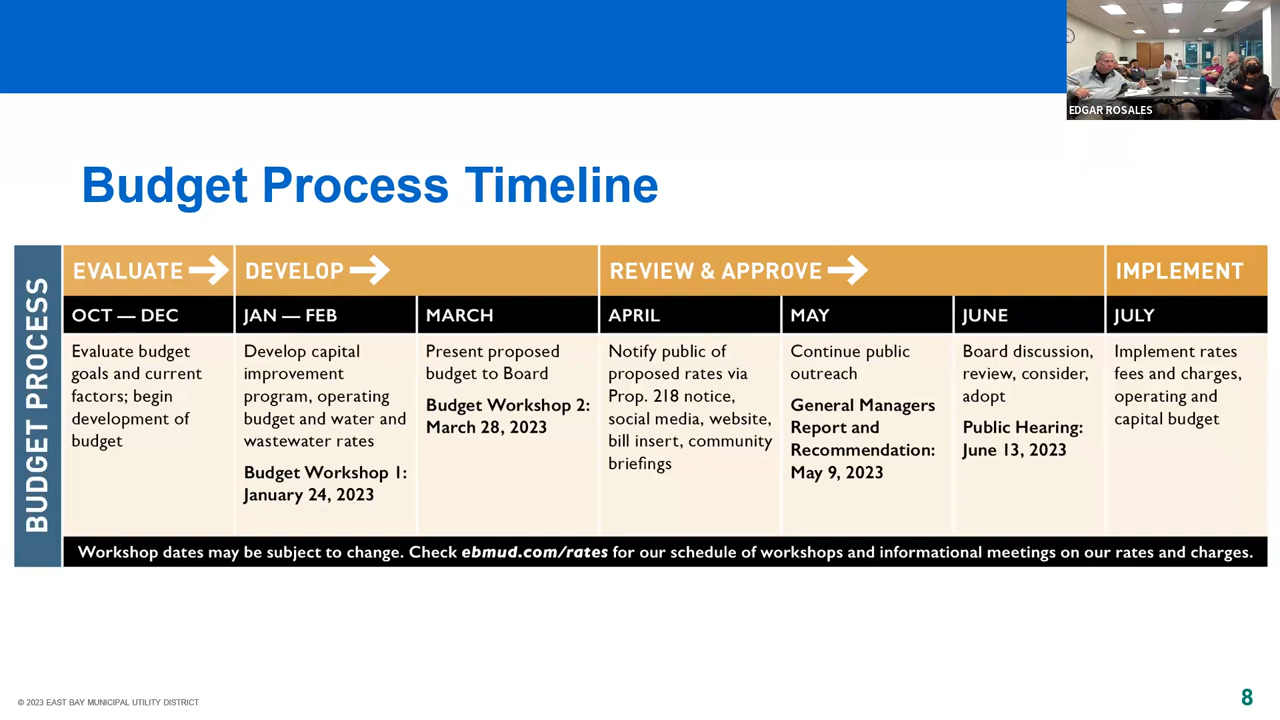 EDGAR ROSALES
Budget Process Timeline
BUDGET PROCESS
EVALUATE
DEVELOP
REVIEW & APPROVE
IMPLEMENT
OCT — DEC
JAN — FEB
MARCH
APRIL
MAY
JUNE
JULY
Evaluate budget
goals and current
factors; begin
development of
budget
Develop capital
improvement
program, operating
budget and water and
wastewater rates
Budget Workshop 1:
January 24, 2023
Present proposed
budget to Board
Budget Workshop 2:
March 28, 2023
Notify public of
proposed rates via
Prop. 218 notice,
social media, website,
bill insert, community
briefings
Continue public
outreach
General Managers
Report and
Recommendation:
May 9, 2023
Board discussion,
review, consider,
adopt
Public Hearing:
June 13, 2023
Implement rates
fees and charges,
operating and
capital budget
Workshop dates may be subject to change. Check ebmud.com/rates for our schedule of workshops and informational meetings on our rates and charges.
© 2023 EAST BAY MUNICIPAL UTILITY DISTRICT
8